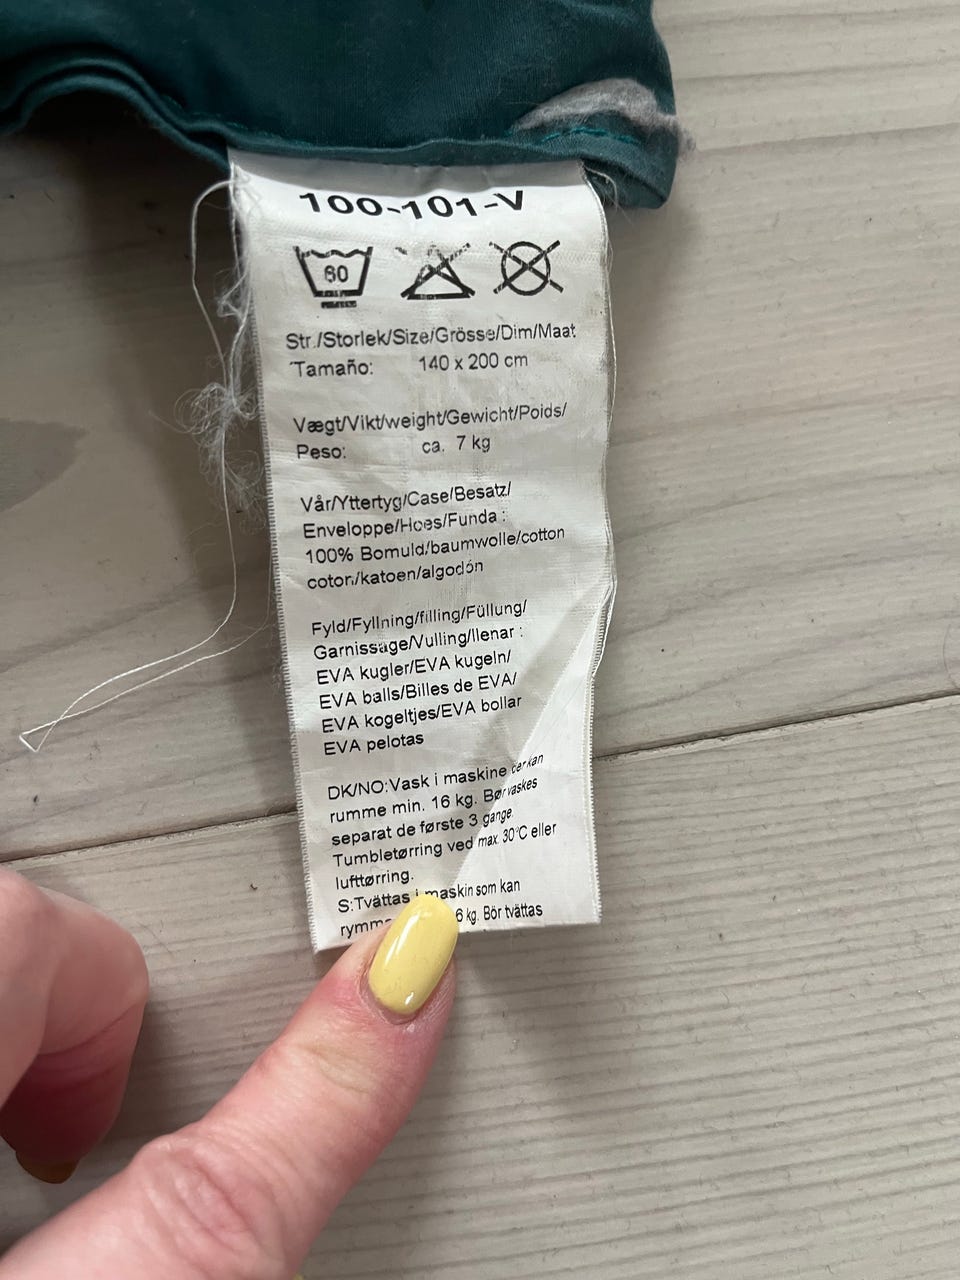 100-101-V
60
Str./Storlek/Size/Grösse/Dim/Maat
Tamaño: 140 x 200 cm
Vægt/Vikt/weight/Gewicht/Poids/
Peso: ca. 7 kg
Vår/Yttertyg/Case/Besatz/
Enveloppe/Hoes/Funda :
100% Bomuld/baumwolle/cotton
coton/katoen/algodón
Fyld/Fyllning/filling/Füllung/
Garnissage/Vulling/llenar :
EVA kugler/EVA kugeln/
EVA balls/Billes de EVA/
EVA kogeltjes/EVA bollar
EVA pelotas
DK/NO:Vask i maskine der kan
rumme min. 16 kg. Bør vaskes
separat de første 3 gange.
Tumbletørring ved max. 30°C eller
lufttørring.
S:Tvättas i maskin som kan
6 kg. Bör tvättas